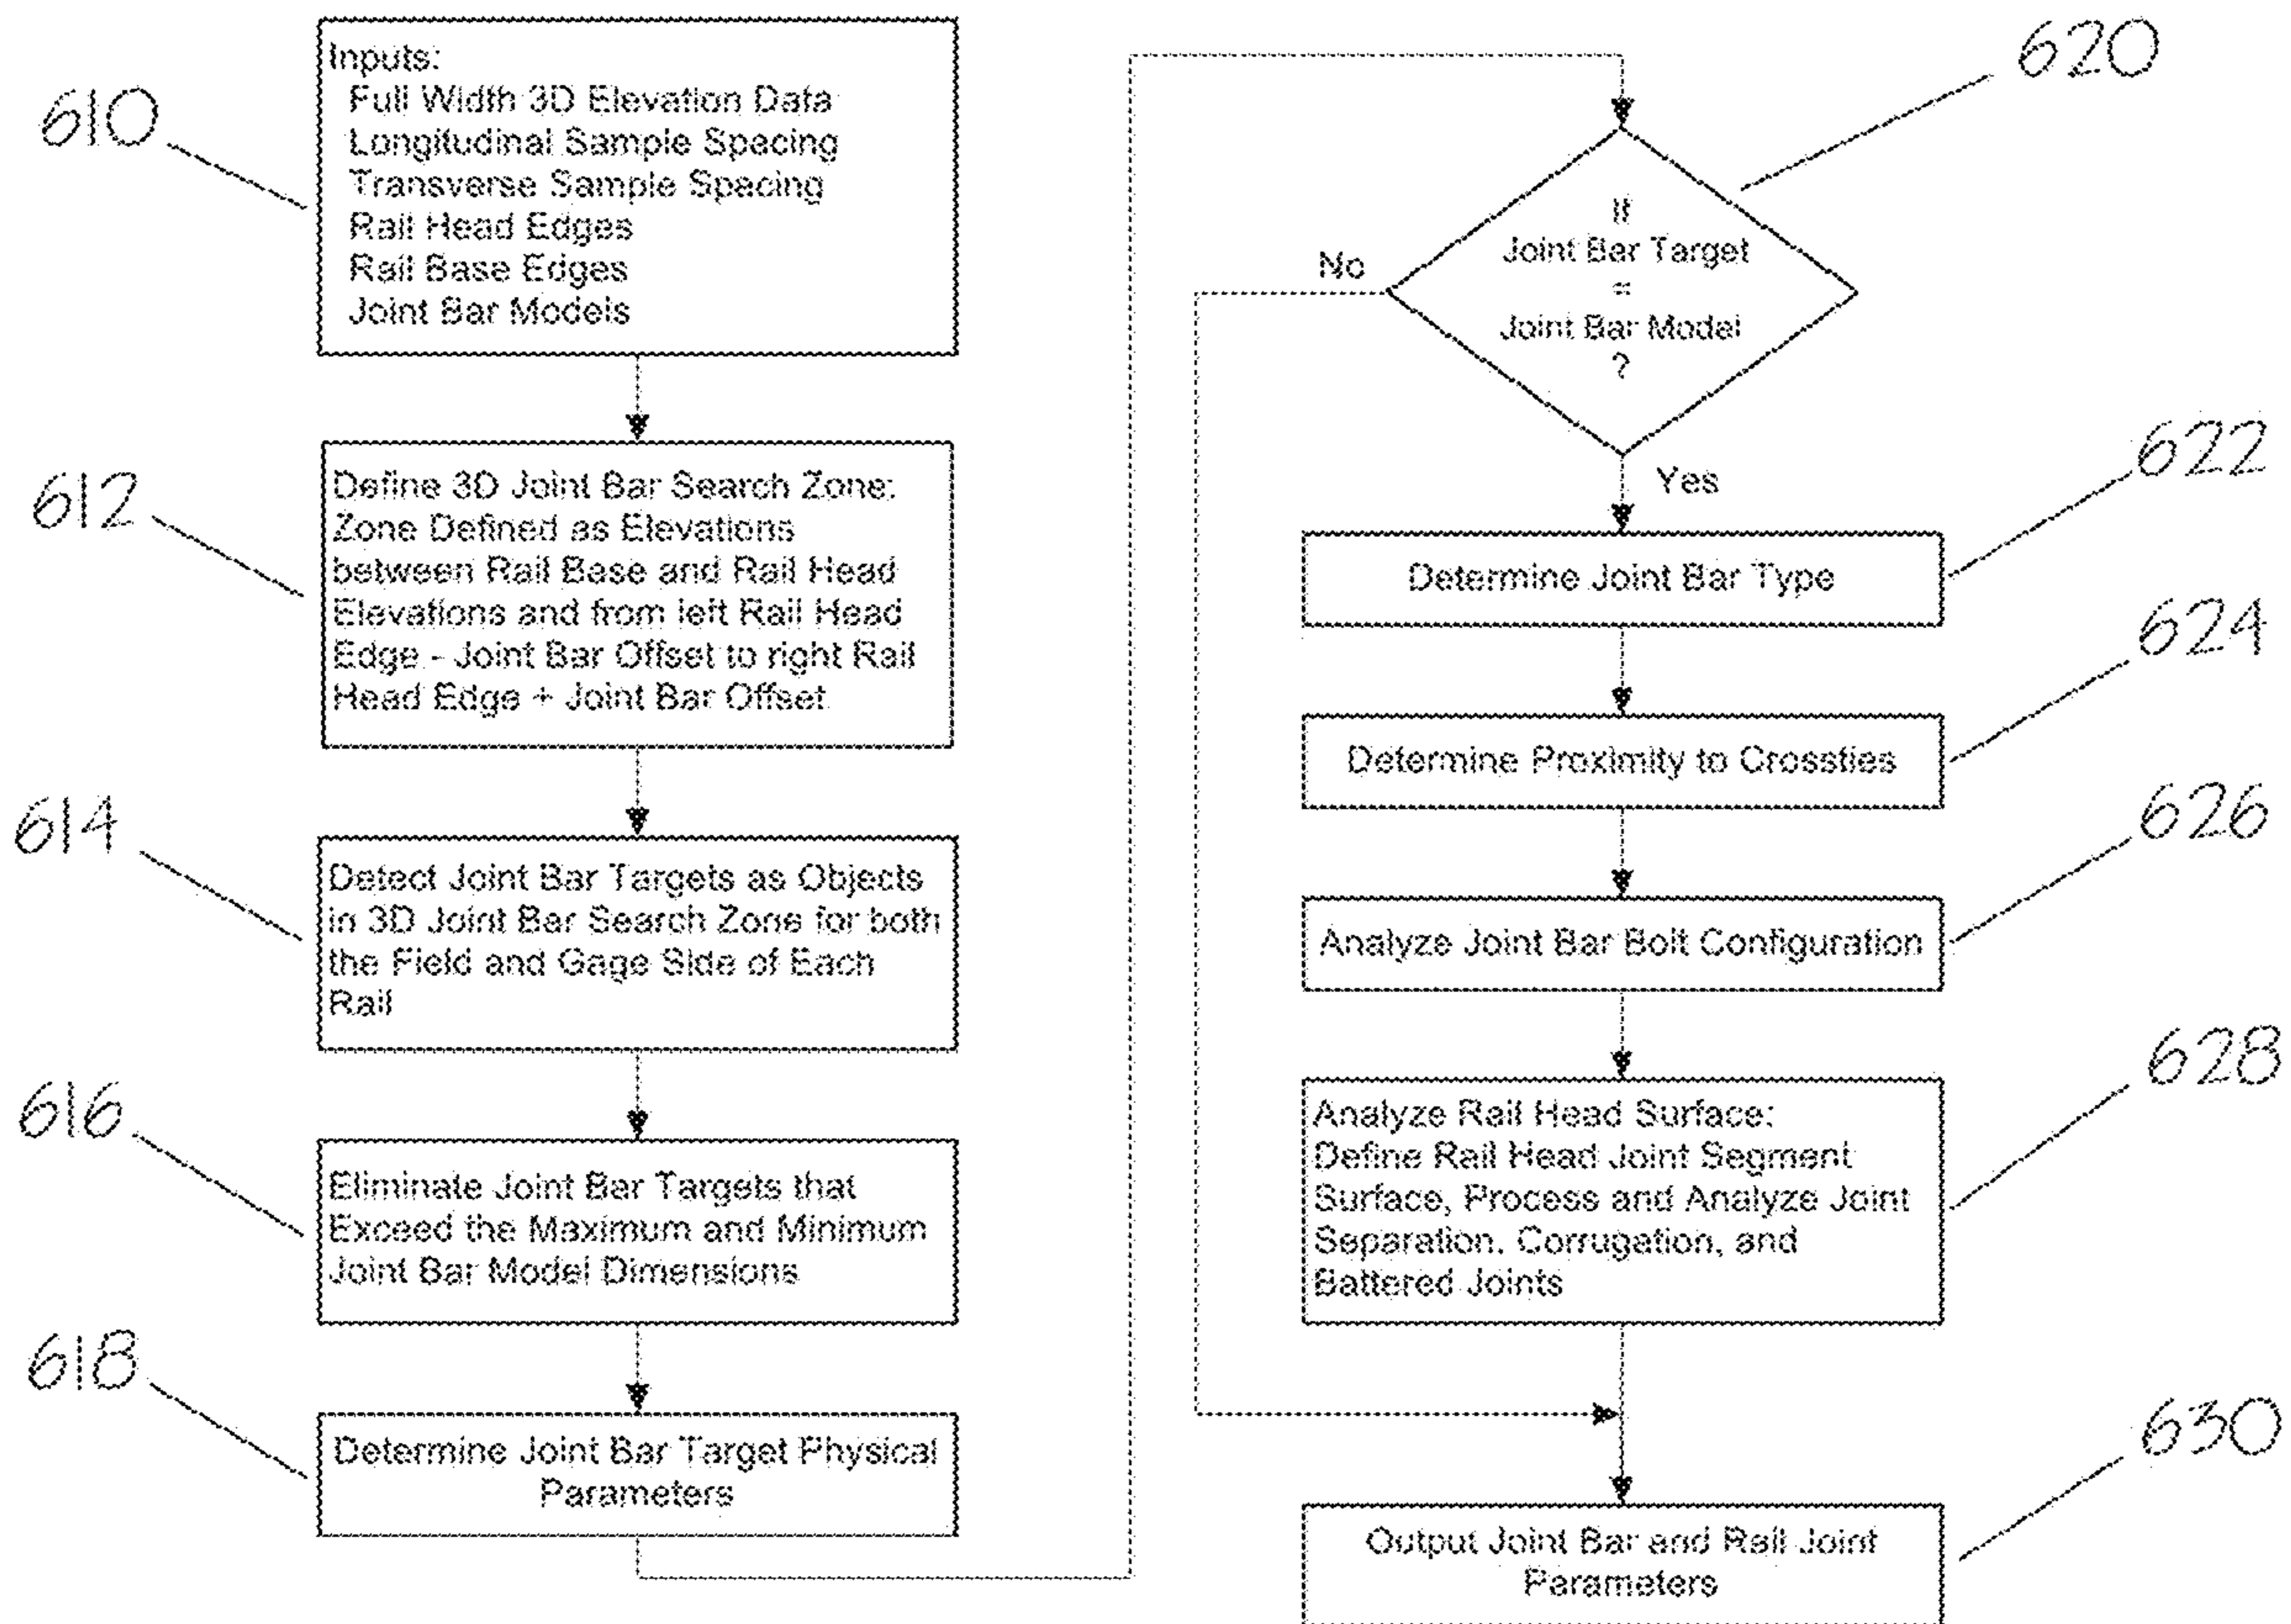 610
Inputs:
Full Width 3D Elevation Data
Longitudinal Sample Spacing
Transverse Sample Spacing
Rail Head Edges
Rail Base Edges
Joint Bar Models
612
Define 3D Joint Bar Search Zone:
Zone Defined as Elevations
between Rail Base and Rail Head
Elevations and from left Rail Head
Edge - Joint Bar Offset to right Rail
Head Edge + Joint Bar Offset
614
Detect Joint Bar Targets as Objects
in 3D Joint Bar Search Zone for both
the Field and Gage Side of Each
Rail
616
Eliminate Joint Bar Targets that
Exceed the Maximum and Minimum
Joint Bar Model Dimensions
618
Determine Joint Bar Target Physical
Parameters
620
If
Joint Bar Target
=
Joint Bar Model
?
No
Yes
622
Determine Joint Bar Type
624
Determine Proximity to Crossties
626
Analyze Joint Bar Bolt Configuration
628
Analyze Rail Head Surface:
Define Rail Head Joint Segment
Surface, Process and Analyze Joint
Separation, Corrugation, and
Battered Joints
630
Output Joint Bar and Rail Joint
Parameters